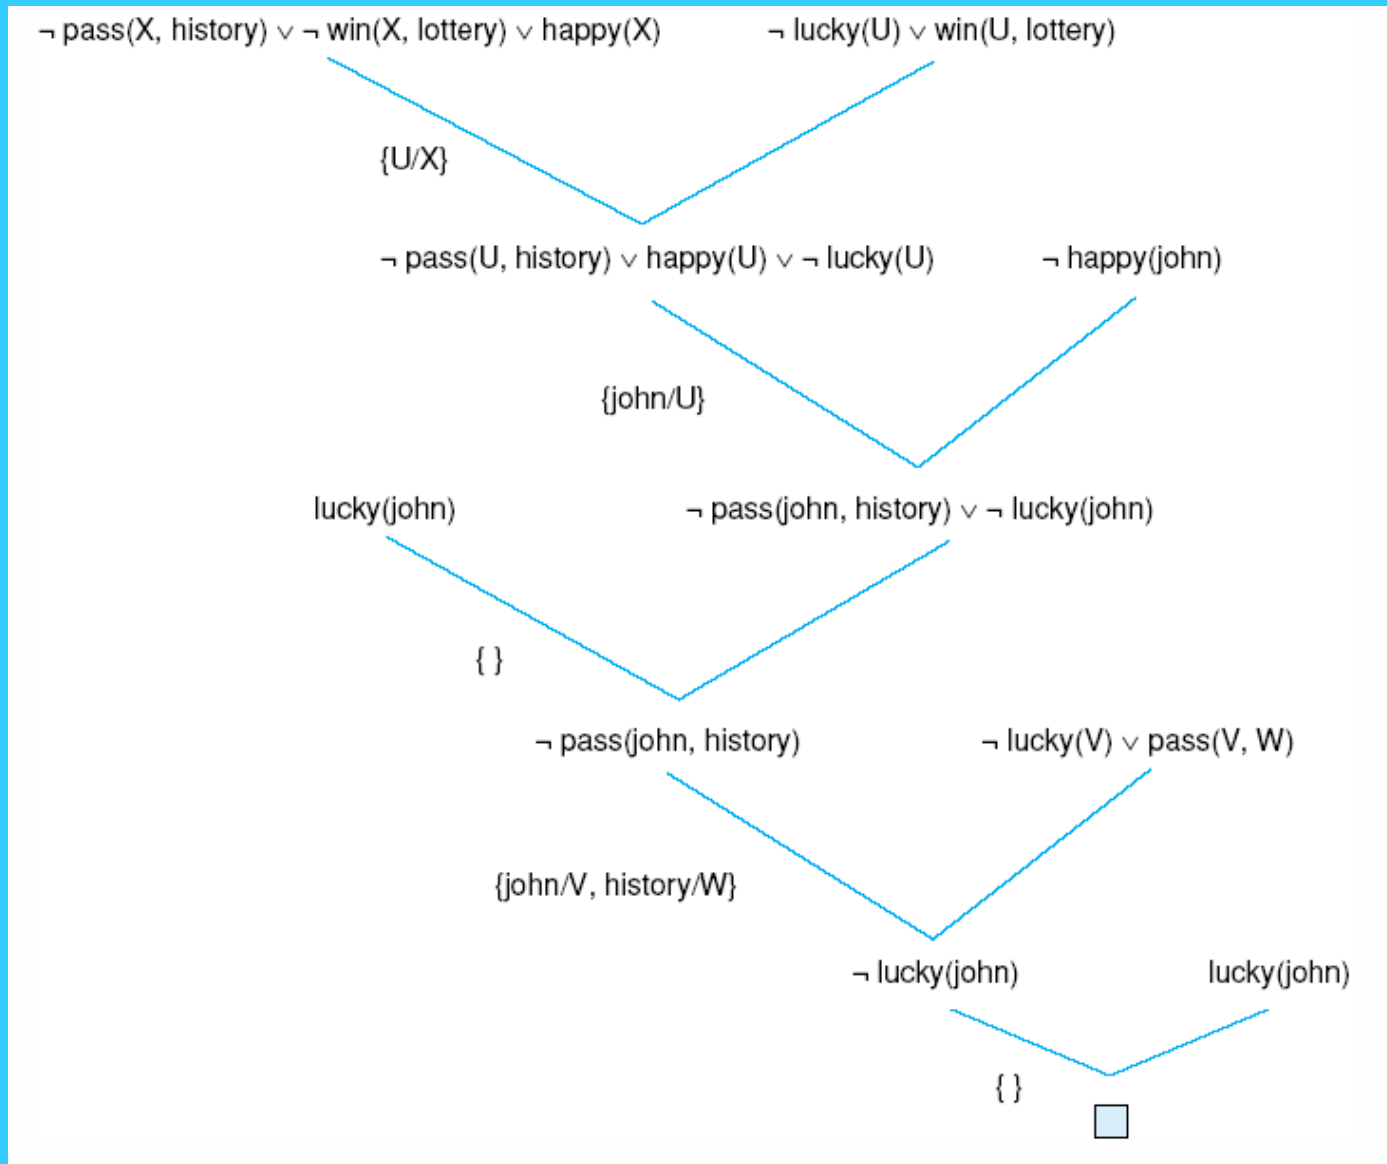 ¬ pass(X, history) ∨ ¬ win(X, lottery) ∨ happy(X)
¬ lucky(U) ∨ win(U, lottery)
{U/X}
¬ pass(U, history) ∨ happy(U) ∨ ¬ lucky(U)
¬ happy(john)
{john/U}
lucky(john)
¬ pass(john, history) ∨ ¬ lucky(john)
{ }
¬ pass(john, history)
¬ lucky(V) ∨ pass(V, W)
{john/V, history/W}
¬ lucky(john)
lucky(john)
{ }